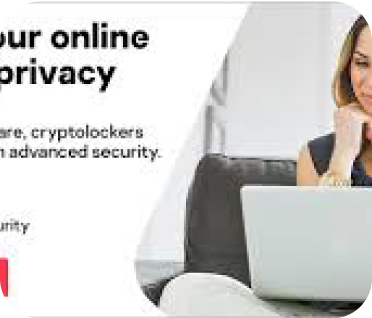 our online
privacy
are, cryptolockers
n advanced security.
urity